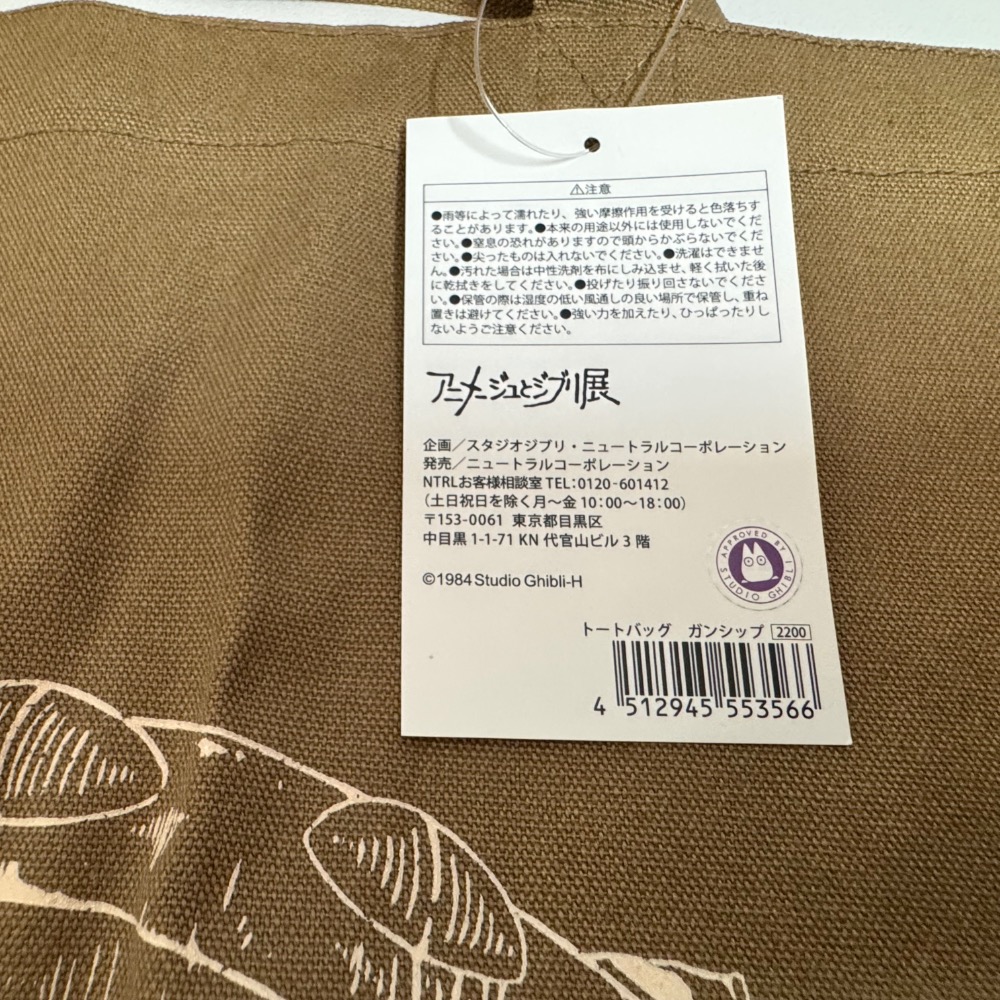 ⚠注意
●雨等によって濡れたり、強い摩擦作用を受けると色落ちす
ることがあります。●本来の用途以外には使用しないでくだ
さい。●窒息の恐れがありますので頭からかぶらないでくだ
さい。●尖ったものは入れないでください。●洗濯はできませ
ん。●汚れた場合は中性洗剤を布にしみ込ませ、軽く拭いた後
に乾拭きをしてください。●投げたり振り回さないでくださ
い。●保管の際は湿度の低い風通しの良い場所で保管し、重ね
置きは避けてください。●強い力を加えたり、ひっぱったりし
ないようご注意ください。
アニメージュとジブリ展
企画／スタジオジブリ・ニュートラルコーポレーション
発売／ニュートラルコーポレーション
NTRLお客様相談室 TEL:0120-601412
（土日祝日を除く月～金 10:00～18:00）
〒153-0061 東京都目黒区
中目黒 1-1-71 KN 代官山ビル 3 階
APPROVED BY STUDIO GHIBLI
©1984 Studio Ghibli-H
トートバッグ ガンシップ 2200
4 512945 553566